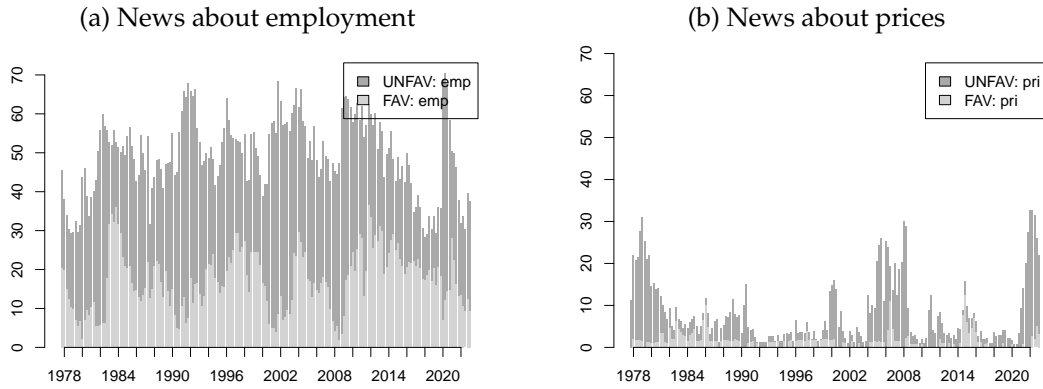 (a) News about employment
70
60
50
40
30
20
10
0
UNFAV: emp
FAV: emp
1978 1984 1990 1996 2002 2008 2014 2020
(b) News about prices
70
60
50
40
30
20
10
0
UNFAV: pri
FAV: pri
1978 1984 1990 1996 2002 2008 2014 2020